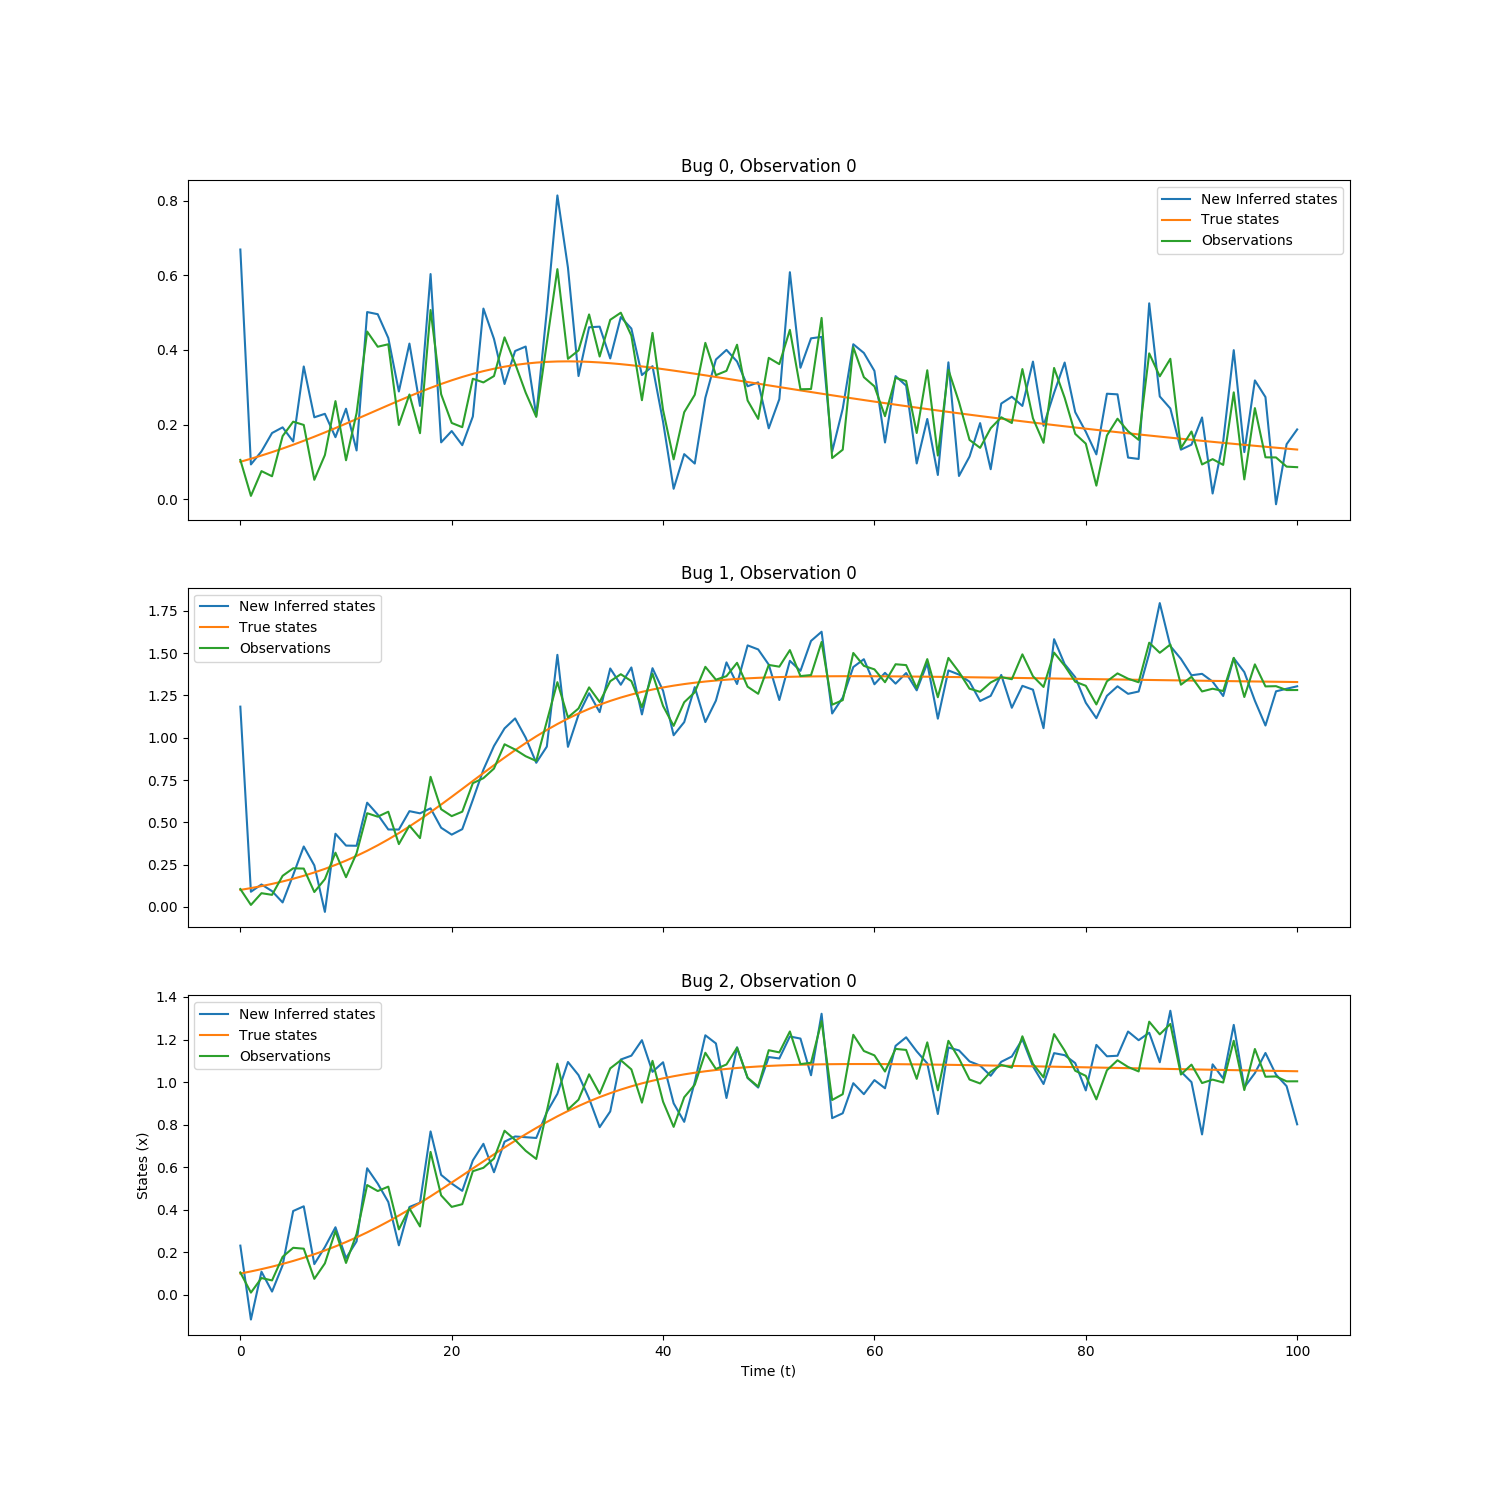 Bug 0, Observation 0
0.8
0.6
0.4
0.2
0.0
New Inferred states
True states
Observations
Bug 1, Observation 0
1.75
1.50
1.25
1.00
0.75
0.50
0.25
0.00
New Inferred states
True states
Observations
Bug 2, Observation 0
1.4
1.2
1.0
0.8
0.6
0.4
0.2
0.0
States (x)
New Inferred states
True states
Observations
0 20 40 60 80 100
Time (t)